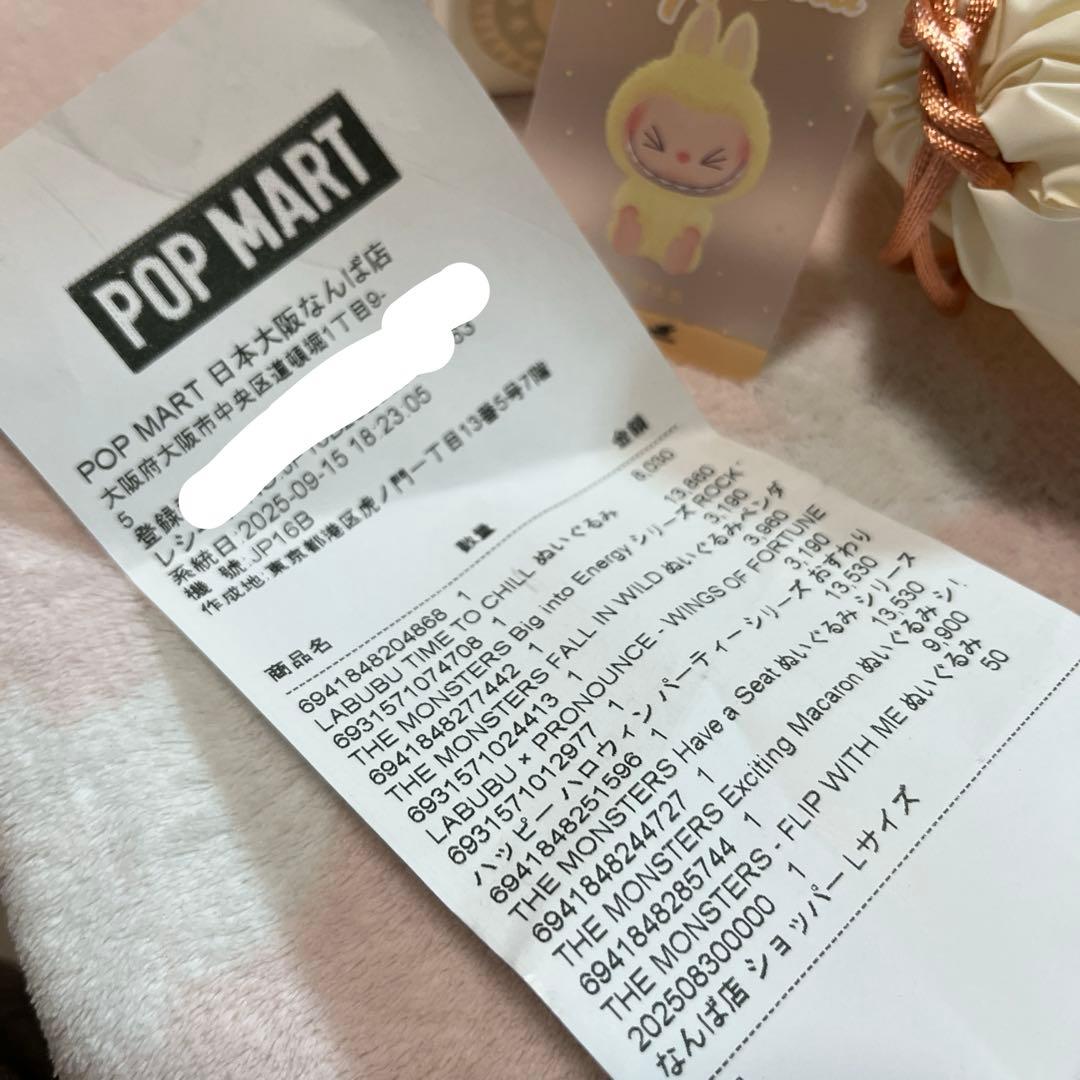 POP MART
POP MART 日本大阪なんば店
大阪府大阪市中央区道頓堀1丁目9-
5
登録
レシ
系統日:2025-09-15 18:23:05
機 號:JP16B
作成地:東京都港区虎ノ門一丁目13番5号7階
商品名 数量 金額
6941848204868 1 8,030
LABUBU TIME TO CHILL ぬいぐるみ
6931571074708 1 13,860
THE MONSTERS Big into Energy シリーズ ROCK
6941848277442 1 3,190
THE MONSTERS FALL IN WILD ぬいぐるみペンダ
6931571024413 1 3,960
LABUBU × PRONOUNCE - WINGS OF FORTUNE
6931571012977 1 3,190
ハッピーハロウィンパーティーシリーズ おすわり
6941848251596 1 13,530
THE MONSTERS Have a Seat ぬいぐるみ シリーズ
6941848244727 1 13,530
THE MONSTERS Exciting Macaron ぬいぐるみ シ
6941848285744 1 9,900
THE MONSTERS - FLIP WITH ME ぬいぐるみ
202508300000 1 50
なんば店 ショッパー Lサイズ